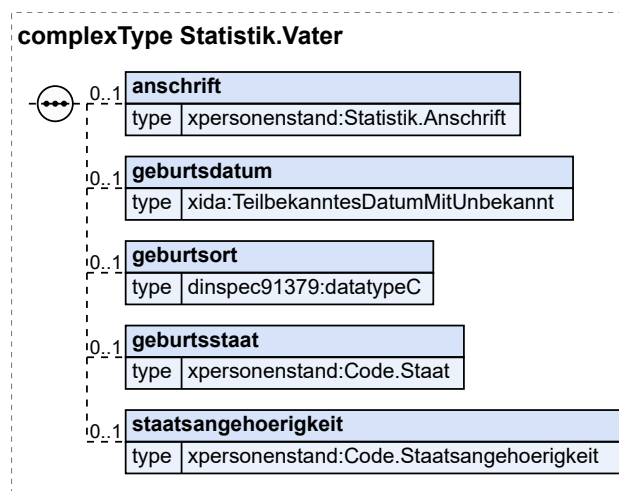 complexType Statistik.Vater
0..1 anschrift
type xpersonenstand:Statistik.Anschrift
0..1 geburtsdatum
type xida:TeilbekanntesDatumMitUnbekannt
0..1 geburtsort
type dinspec91379:datatypeC
0..1 geburtsstaat
type xpersonenstand:Code.Staat
0..1 staatsangehoerigkeit
type xpersonenstand:Code.Staatsangehoerigkeit